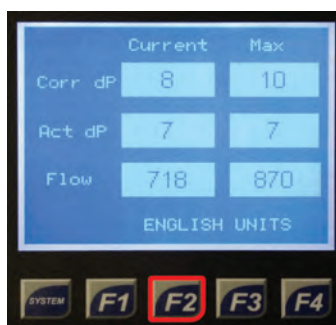 Current Max
Corr dP 8 10
Act dP 7 7
Flow 718 870
ENGLISH UNITS
SYSTEM F1 F2 F3 F4